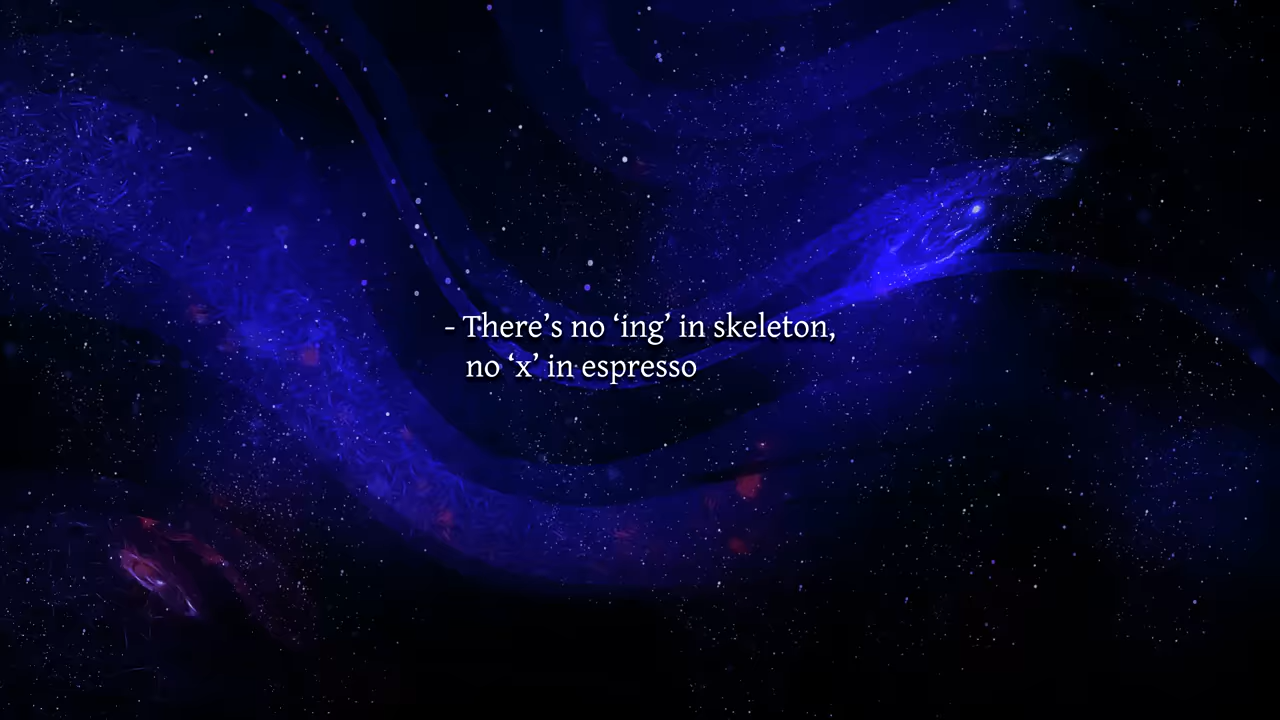 - There’s no ‘ing’ in skeleton,
no ‘x’ in espresso